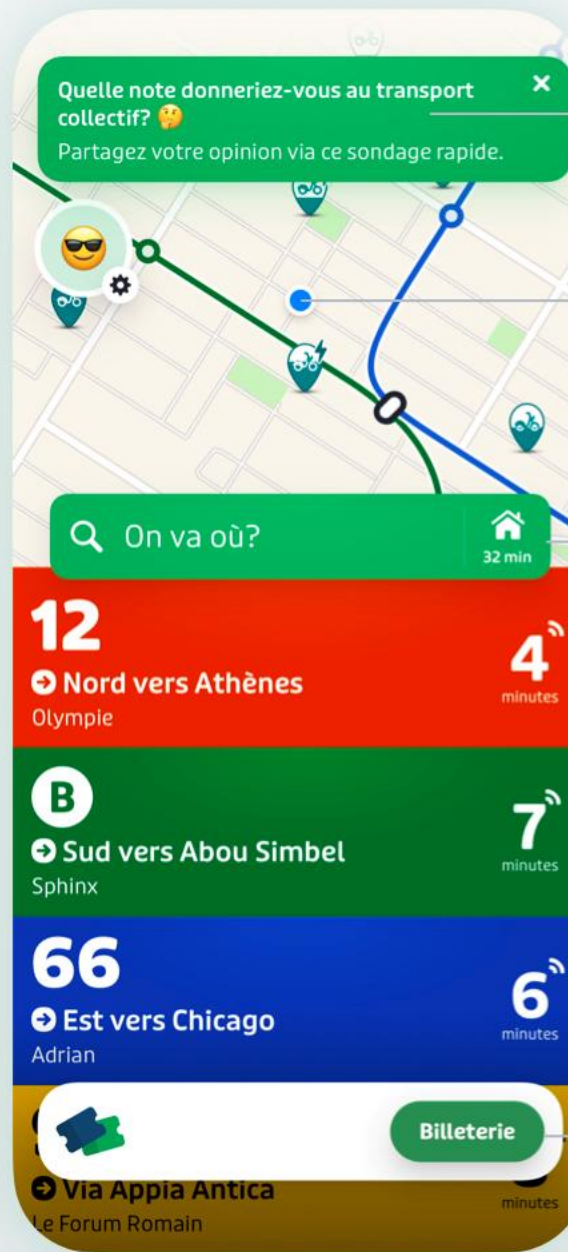 Quelle note donneriez-vous au transport
collectif? 🤔
Partagez votre opinion via ce sondage rapide.
On va où?
32 min
12
Nord vers Athènes
Olympie
4
minutes
B
Sud vers Abou Simbel
Sphinx
7
minutes
66
Est vers Chicago
Adrian
6
minutes
Billeterie
Via Appia Antica
Le Forum Romain
minutes